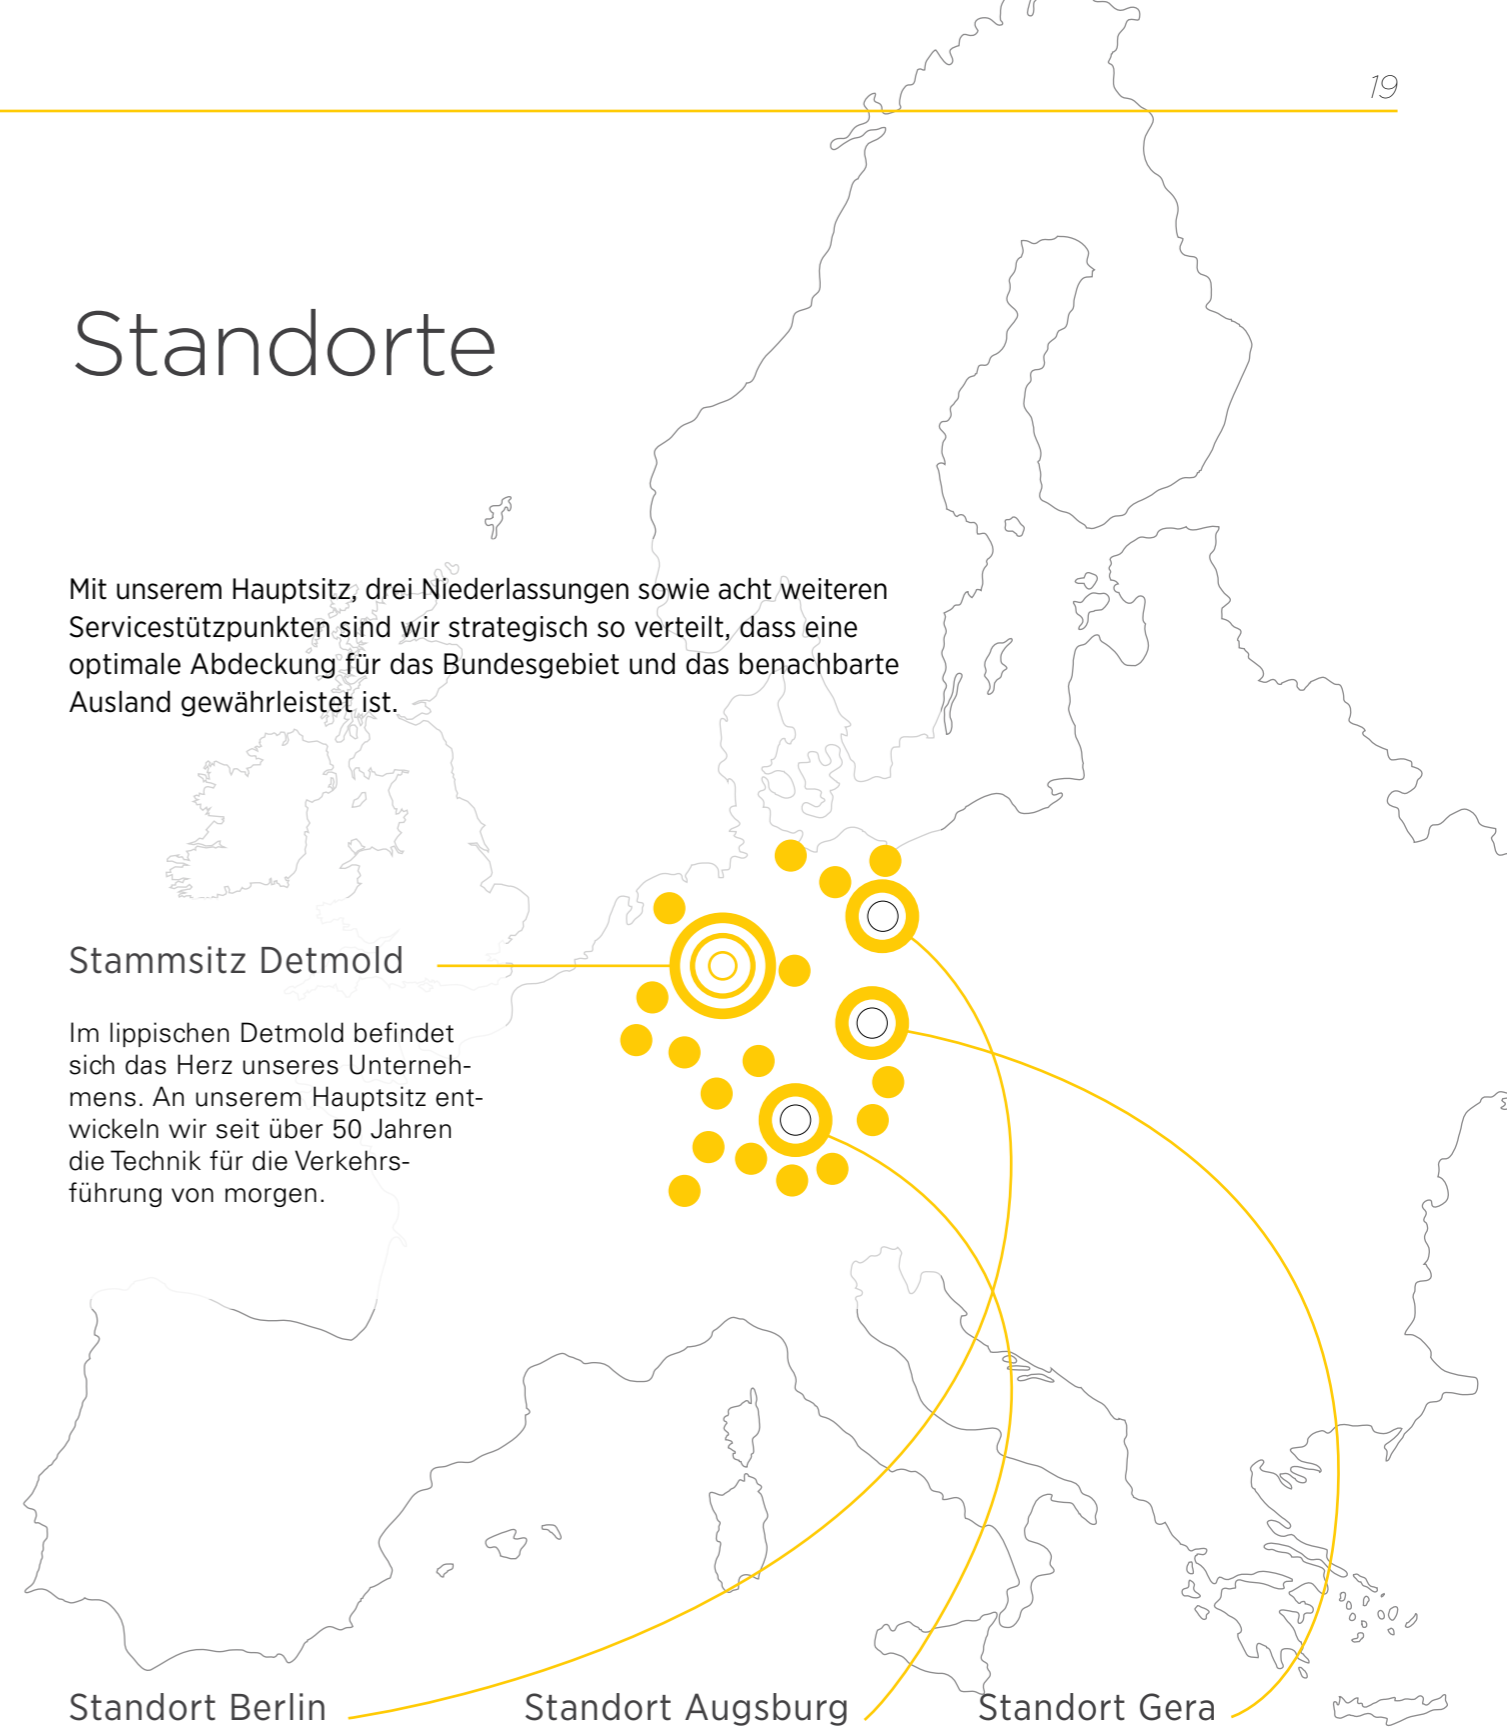 19
Standorte
Mit unserem Hauptsitz, drei Niederlassungen sowie acht weiteren
Servicestützpunkten sind wir strategisch so verteilt, dass eine
optimale Abdeckung für das Bundesgebiet und das benachbarte
Ausland gewährleistet ist.
Stammsitz Detmold
Im lippischen Detmold befindet
sich das Herz unseres Unterneh-
mens. An unserem Hauptsitz ent-
wickeln wir seit über 50 Jahren
die Technik für die Verkehrs-
führung von morgen.
Standort Berlin
Standort Augsburg
Standort Gera